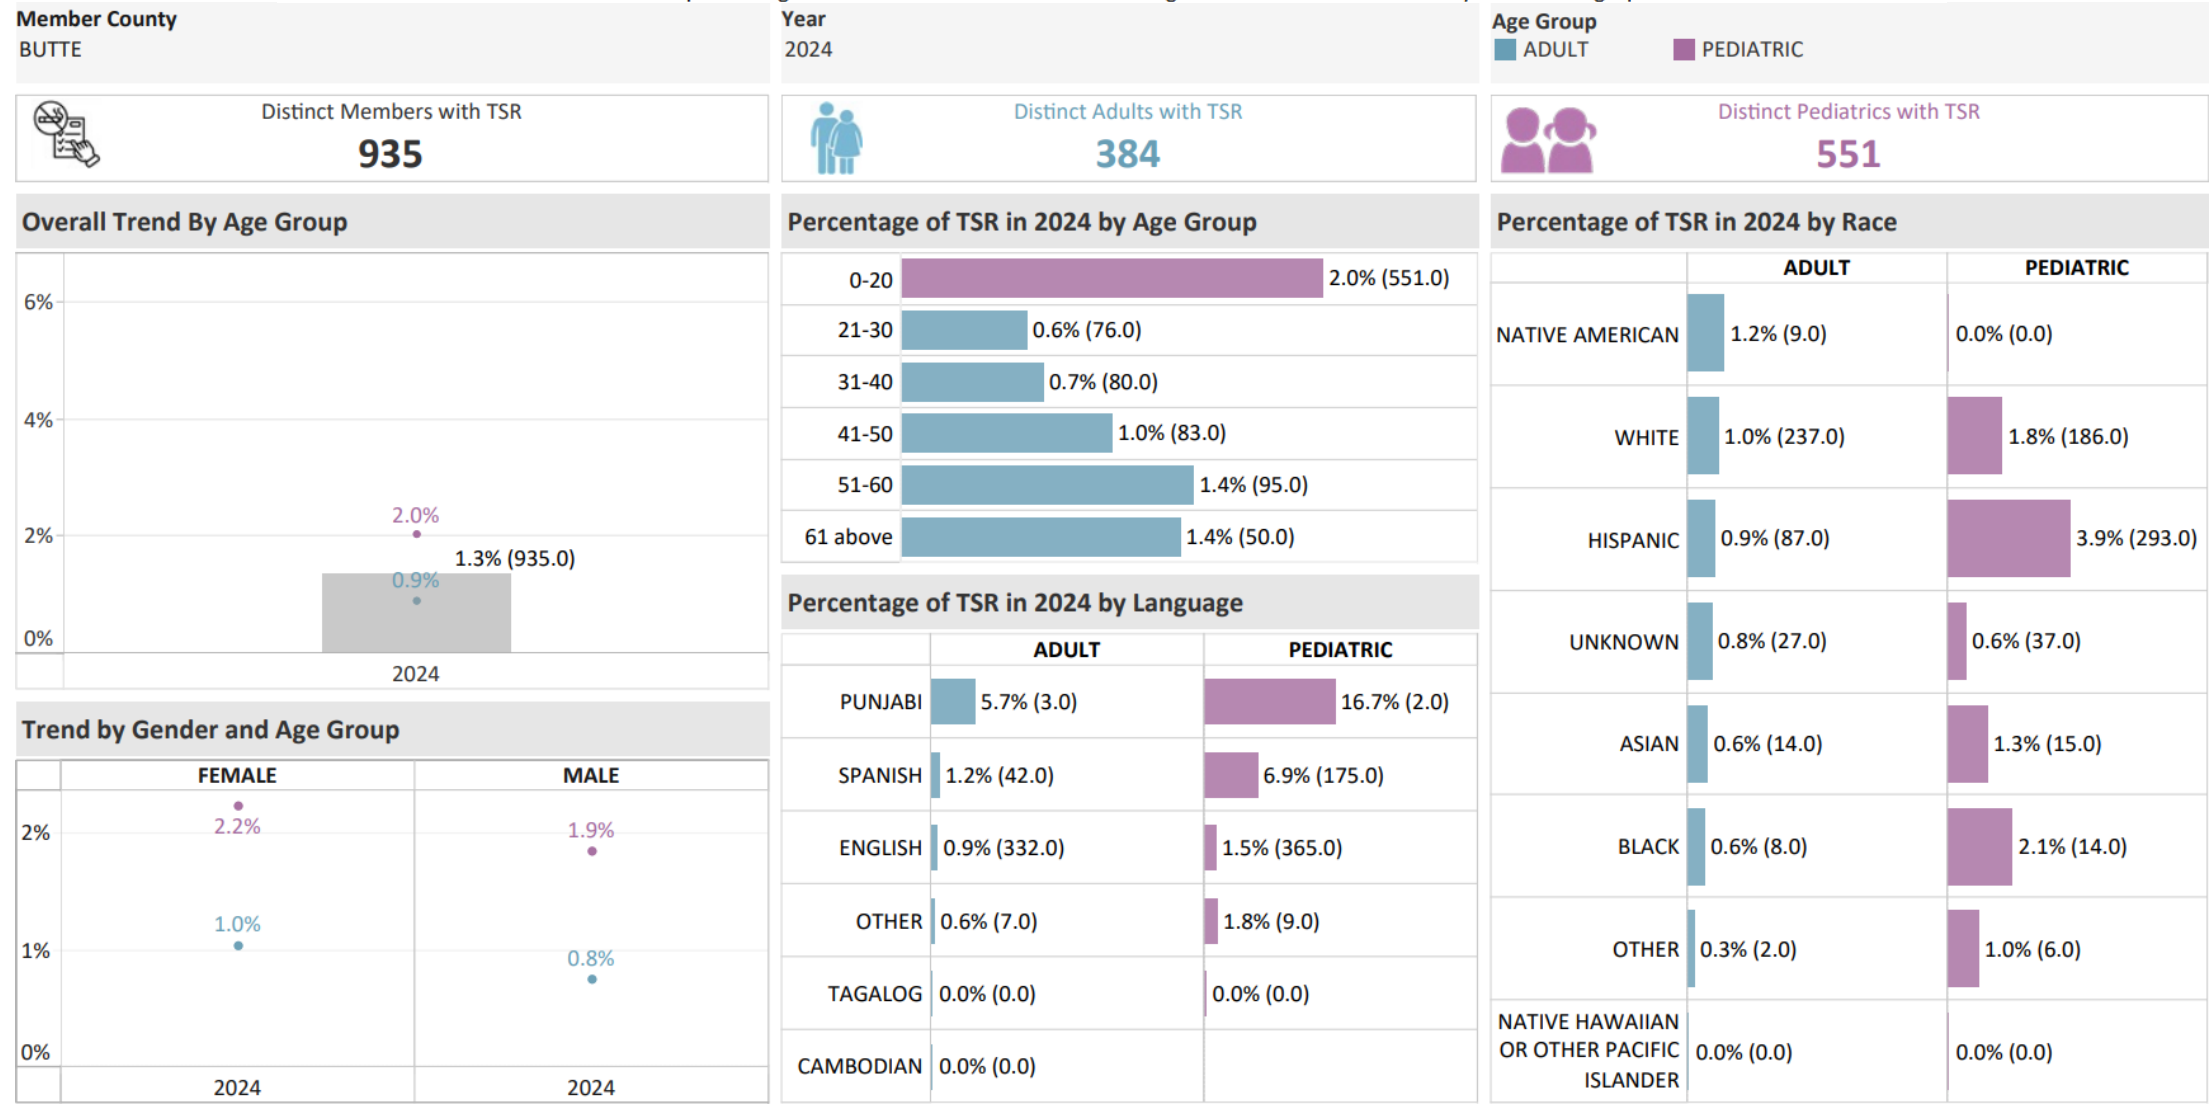 Member County
BUTTE
Year
2024
Age Group
ADULT
PEDIATRIC
Distinct Members with TSR
935
Distinct Adults with TSR
384
Distinct Pediatrics with TSR
551
Overall Trend By Age Group
6%
4%
2%
0%
2.0%
1.3% (935.0)
0.9%
2024
Trend by Gender and Age Group
FEMALE
MALE
2%
1%
0%
2.2%
1.9%
1.0%
0.8%
2024
2024
Percentage of TSR in 2024 by Age Group
0-20 2.0% (551.0)
21-30 0.6% (76.0)
31-40 0.7% (80.0)
41-50 1.0% (83.0)
51-60 1.4% (95.0)
61 above 1.4% (50.0)
Percentage of TSR in 2024 by Language
ADULT PEDIATRIC
PUNJABI 5.7% (3.0) 16.7% (2.0)
SPANISH 1.2% (42.0) 6.9% (175.0)
ENGLISH 0.9% (332.0) 1.5% (365.0)
OTHER 0.6% (7.0) 1.8% (9.0)
TAGALOG 0.0% (0.0) 0.0% (0.0)
CAMBODIAN 0.0% (0.0)
Percentage of TSR in 2024 by Race
ADULT PEDIATRIC
NATIVE AMERICAN 1.2% (9.0) 0.0% (0.0)
WHITE 1.0% (237.0) 1.8% (186.0)
HISPANIC 0.9% (87.0) 3.9% (293.0)
UNKNOWN 0.8% (27.0) 0.6% (37.0)
ASIAN 0.6% (14.0) 1.3% (15.0)
BLACK 0.6% (8.0) 2.1% (14.0)
OTHER 0.3% (2.0) 1.0% (6.0)
NATIVE HAWAIIAN
OR OTHER PACIFIC 0.0% (0.0) 0.0% (0.0)
ISLANDER